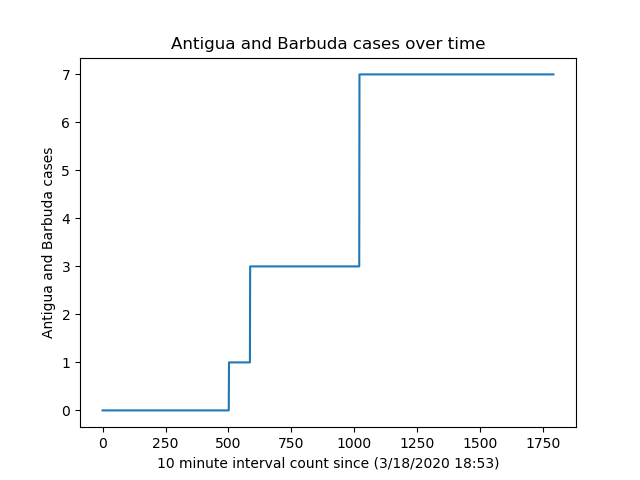 Antigua and Barbuda cases over time
Antigua and Barbuda cases
7
6
5
4
3
2
1
0
0 250 500 750 1000 1250 1500 1750
10 minute interval count since (3/18/2020 18:53)